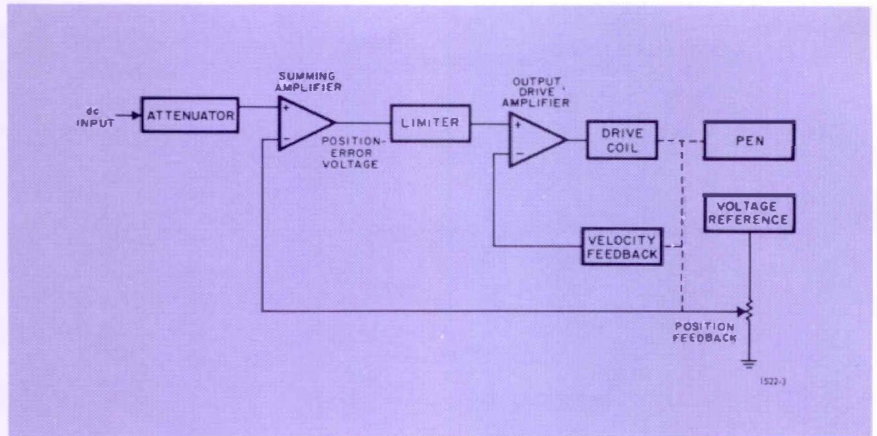 SUMMING
AMPLIFIER
OUTPUT
DRIVE
AMPLIFIER
dc
INPUT
ATTENUATOR
LIMITER
DRIVE
COIL
PEN
POSITION-
ERROR
VOLTAGE
VOLTAGE
REFERENCE
VELOCITY
FEEDBACK
POSITION
FEEDBACK
1522-3
+
−
+
−